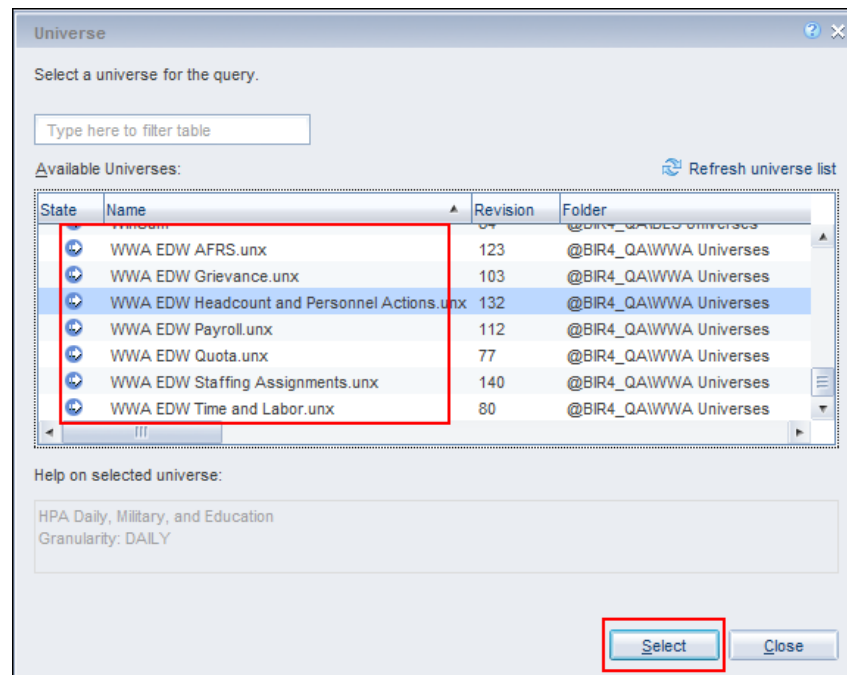 Universe
Select a universe for the query.
Type here to filter table
Available Universes:
Refresh universe list
State Name Revision Folder
WWA EDW AFRS.unx 123 @BIR4_QA\WWA Universes
WWA EDW Grievance.unx 103 @BIR4_QA\WWA Universes
WWA EDW Headcount and Personnel Actions.unx 132 @BIR4_QA\WWA Universes
WWA EDW Payroll.unx 112 @BIR4_QA\WWA Universes
WWA EDW Quota.unx 77 @BIR4_QA\WWA Universes
WWA EDW Staffing Assignments.unx 140 @BIR4_QA\WWA Universes
WWA EDW Time and Labor.unx 80 @BIR4_QA\WWA Universes
Help on selected universe:
HPA Daily, Military, and Education
Granularity: DAILY
Select Close